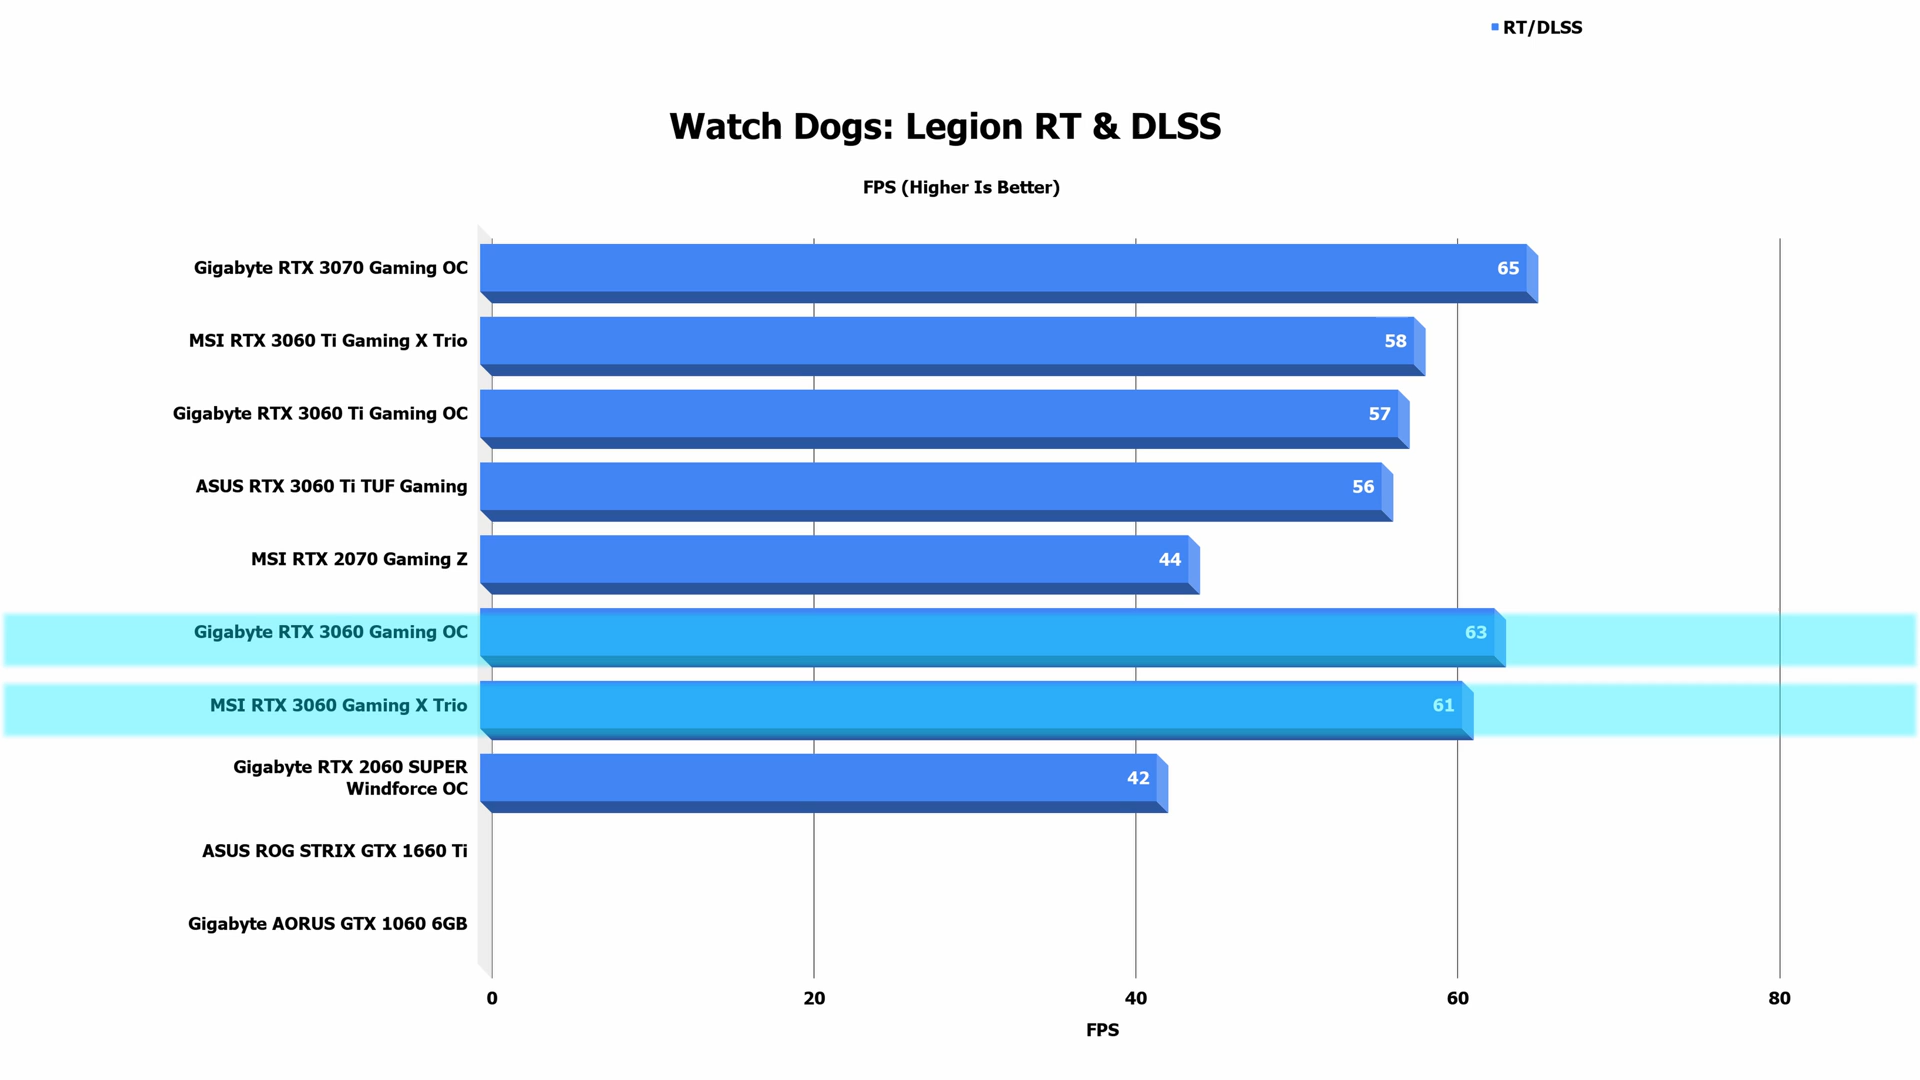 RT/DLSS
Watch Dogs: Legion RT & DLSS
FPS (Higher Is Better)
Gigabyte RTX 3070 Gaming OC
65
MSI RTX 3060 Ti Gaming X Trio
58
Gigabyte RTX 3060 Ti Gaming OC
57
ASUS RTX 3060 Ti TUF Gaming
56
MSI RTX 2070 Gaming Z
44
Gigabyte RTX 3060 Gaming OC
63
MSI RTX 3060 Gaming X Trio
61
Gigabyte RTX 2060 SUPER
Windforce OC
42
ASUS ROG STRIX GTX 1660 Ti
Gigabyte AORUS GTX 1060 6GB
0 20 40 60 80
FPS